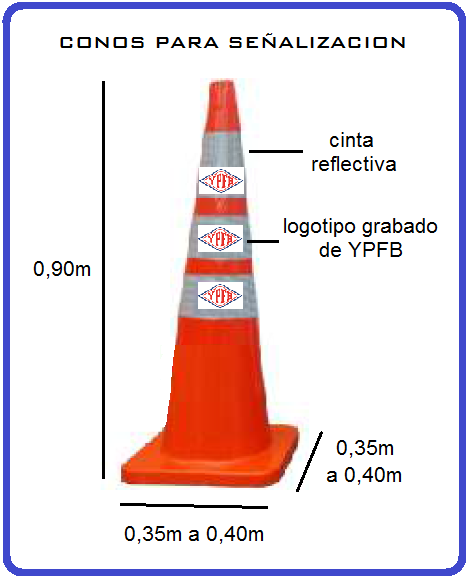 CONOS PARA SEÑALIZACION
cinta
reflectiva
YPFB
logotipo grabado
de YPFB
YPFB
0,90m
YPFB
0,35m
a 0,40m
0,35m a 0,40m